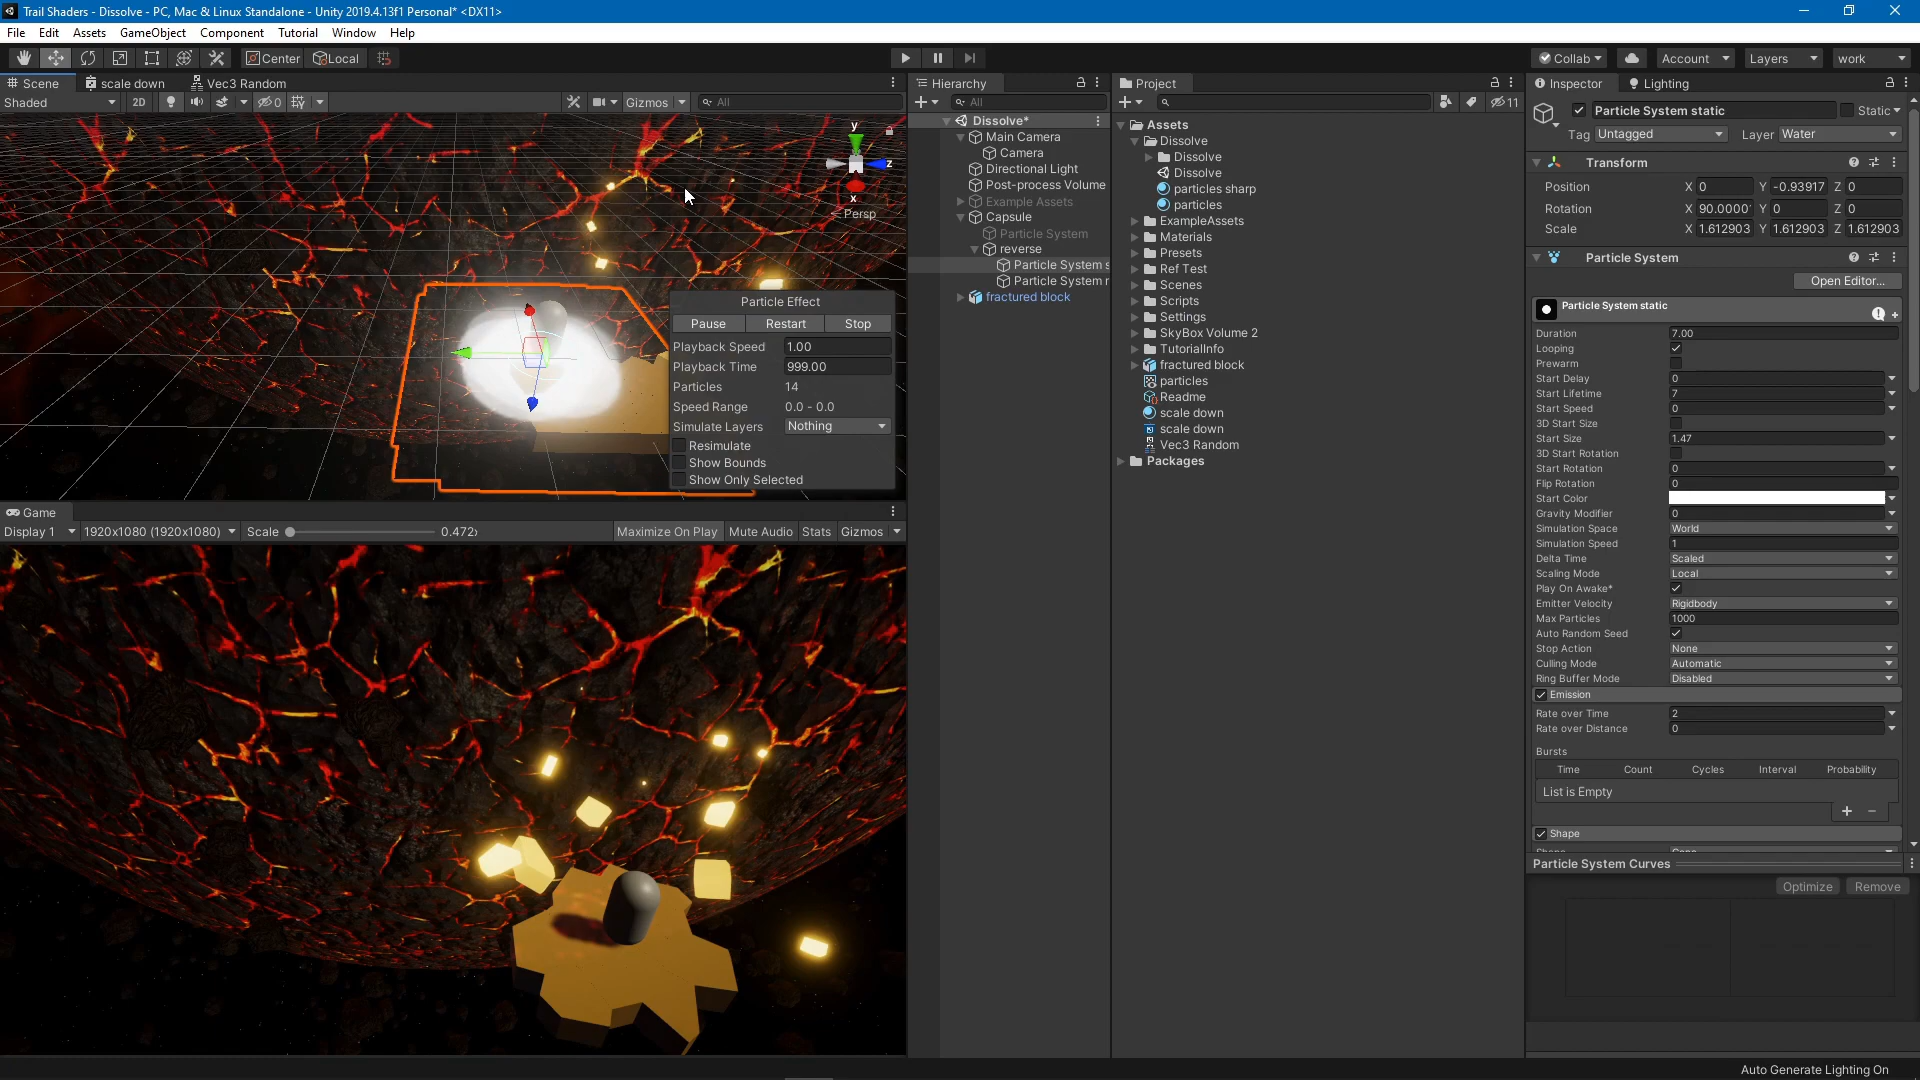 Trail Shaders - Dissolve - PC, Mac & Linux Standalone - Unity 2019.4.13f1 Personal* <DX11>
File Edit Assets GameObject Component Tutorial Window Help
Center Local
Collab Account Layers work
Scene scale down Vec3 Random
Shaded 2D 0 Gizmos All
y
z
x
Persp
Particle Effect
Pause Restart Stop
Playback Speed 1.00
Playback Time 999.00
Particles 14
Speed Range 0.0 - 0.0
Simulate Layers Nothing
Resimulate
Show Bounds
Show Only Selected
Game
Display 1 1920x1080 (1920x1080) Scale 0.472 Maximize On Play Mute Audio Stats Gizmos
Hierarchy
All
Dissolve*
Main Camera
Camera
Directional Light
Post-process Volume
Example Assets
Capsule
Particle System
reverse
Particle System s
Particle System r
fractured block
Project
11
Assets
Dissolve
Dissolve
Dissolve
particles sharp
particles
ExampleAssets
Materials
Presets
Ref Test
Scenes
Scripts
Settings
SkyBox Volume 2
TutorialInfo
fractured block
particles
Readme
scale down
scale down
Vec3 Random
Packages
Inspector Lighting
Particle System static Static
Tag Untagged Layer Water
Transform
Position X 0 Y -0.93917 Z 0
Rotation X 90.0000 Y 0 Z 0
Scale X 1.612903 Y 1.612903 Z 1.612903
Particle System
Open Editor...
Particle System static
Duration 7.00
Looping
Prewarm
Start Delay 0
Start Lifetime 7
Start Speed 0
3D Start Size
Start Size 1.47
3D Start Rotation
Start Rotation 0
Flip Rotation 0
Start Color
Gravity Modifier 0
Simulation Space World
Simulation Speed 1
Delta Time Scaled
Scaling Mode Local
Play On Awake*
Emitter Velocity Rigidbody
Max Particles 1000
Auto Random Seed
Stop Action None
Culling Mode Automatic
Ring Buffer Mode Disabled
Emission
Rate over Time 2
Rate over Distance 0
Bursts
Time Count Cycles Interval Probability
List is Empty
Shape
Particle System Curves
Optimize Remove
Auto Generate Lighting On